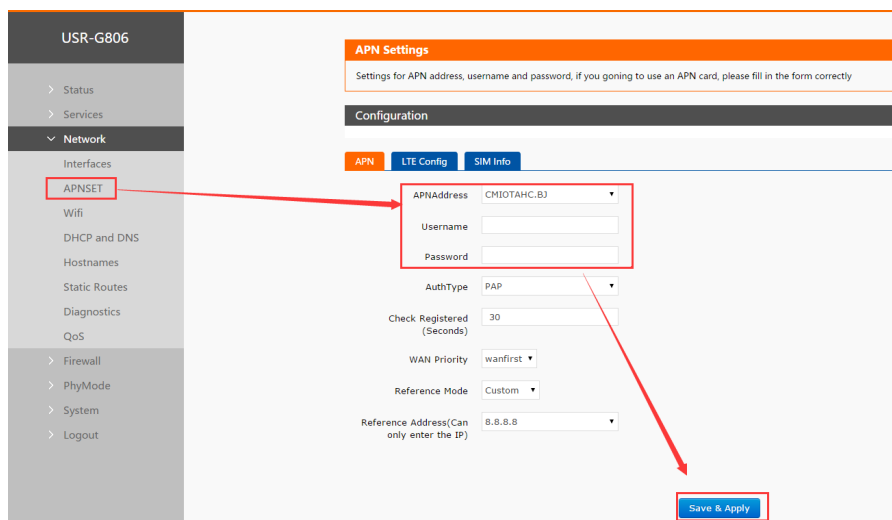 USR-G806
Status
Services
Network
Interfaces
APNSET
Wifi
DHCP and DNS
Hostnames
Static Routes
Diagnostics
QoS
Firewall
PhyMode
System
Logout
APN Settings
Settings for APN address, username and password, if you goning to use an APN card, please fill in the form correctly
Configuration
APN LTE Config SIM Info
APNAddress CMIOTAHC.BJ
Username
Password
AuthType PAP
Check Registered 30
(Seconds)
WAN Priority wanfirst
Reference Mode Custom
Reference Address(Can 8.8.8.8
only enter the IP)
Save & Apply